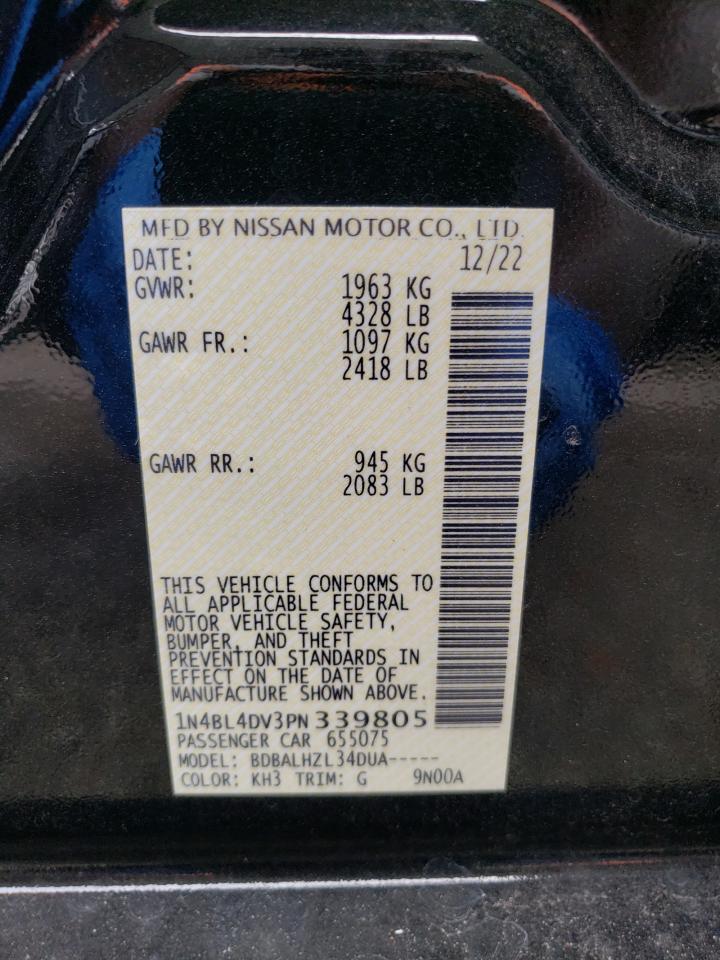 MFD BY NISSAN MOTOR CO., LTD.
DATE: 12/22
GVWR: 1963 KG
4328 LB
GAWR FR.: 1097 KG
2418 LB
GAWR RR.: 945 KG
2083 LB
THIS VEHICLE CONFORMS TO
ALL APPLICABLE FEDERAL
MOTOR VEHICLE SAFETY,
BUMPER, AND THEFT
PREVENTION STANDARDS IN
EFFECT ON THE DATE OF
MANUFACTURE SHOWN ABOVE.
1N4BL4DV3PN 339805
PASSENGER CAR 655075
MODEL: BDBALHZL34DUA-----
COLOR: KH3 TRIM: G 9N00A